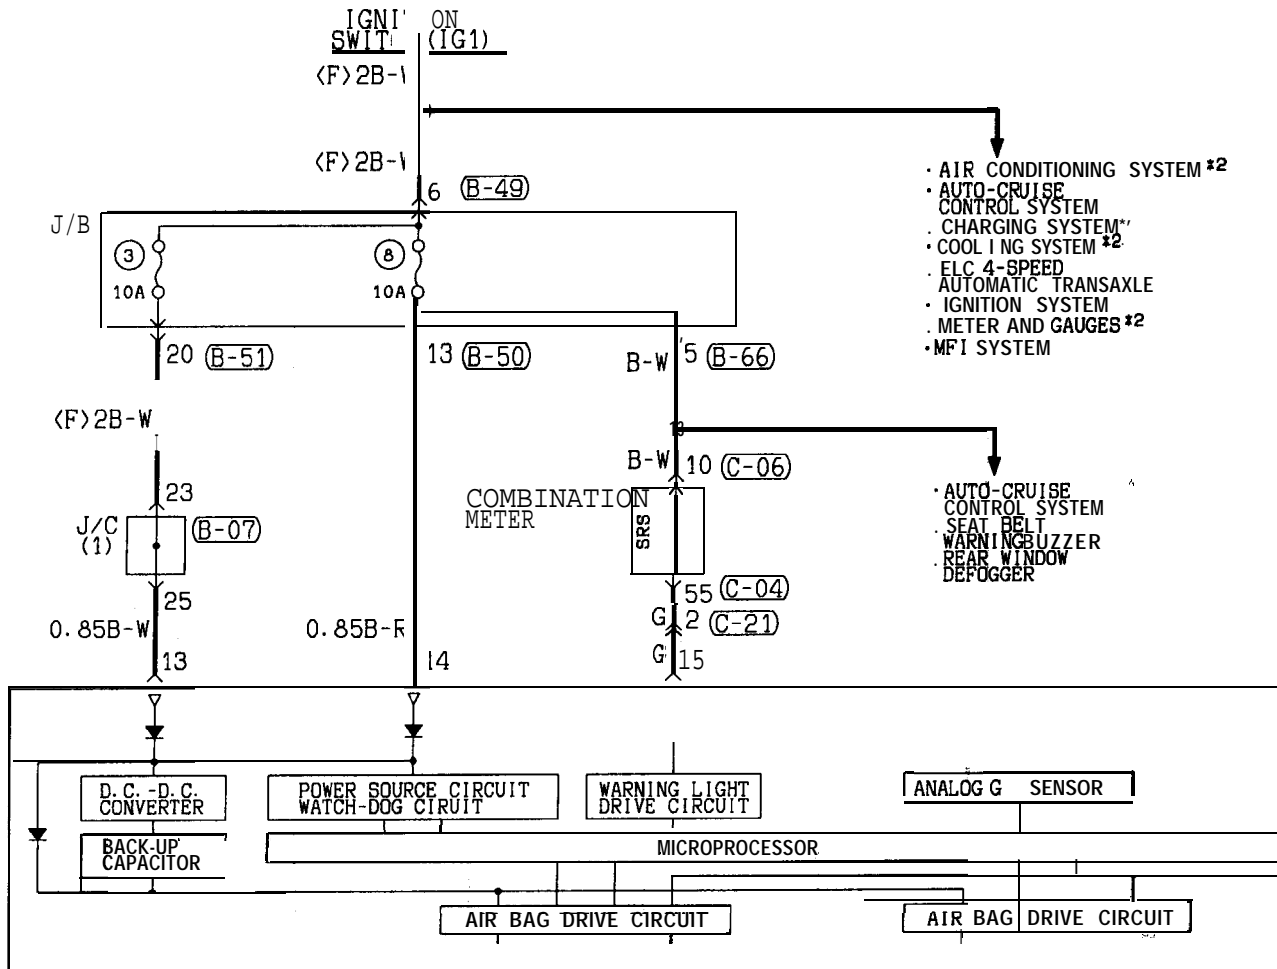 IGNI' ON
SWIT (IG1)
<F>2B-W
<F>2B-W
6 (B-49)
· AIR CONDITIONING SYSTEM *2
· AUTO-CRUISE
CONTROL SYSTEM
. CHARGING SYSTEM*'
· COOLING SYSTEM *2
. ELC 4-SPEED
AUTOMATIC TRANSAXLE
· IGNITION SYSTEM
. METER AND GAUGES *2
· MFI SYSTEM
J/B
3
8
10A
10A
20 (B-51)
13 (B-50)
B-W 5 (B-66)
<F>2B-W
B-W 10 (C-06)
23
COMBINATION
METER
SRS
J/C
(1)
(B-07)
· AUTO-CRUISE
CONTROL SYSTEM
. SEAT BELT
WARNING BUZZER
. REAR WINDOW
DEFOGGER
25
55 (C-04)
0.85B-W
0.85B-R
G 2 (C-21)
13
14
G 15
D.C.-D.C.
CONVERTER
POWER SOURCE CIRCUIT
WATCH-DOG CIRUIT
WARNING LIGHT
DRIVE CIRCUIT
ANALOG G SENSOR
BACK-UP
CAPACITOR
MICROPROCESSOR
AIR BAG DRIVE CIRCUIT
AIR BAG DRIVE CIRCUIT